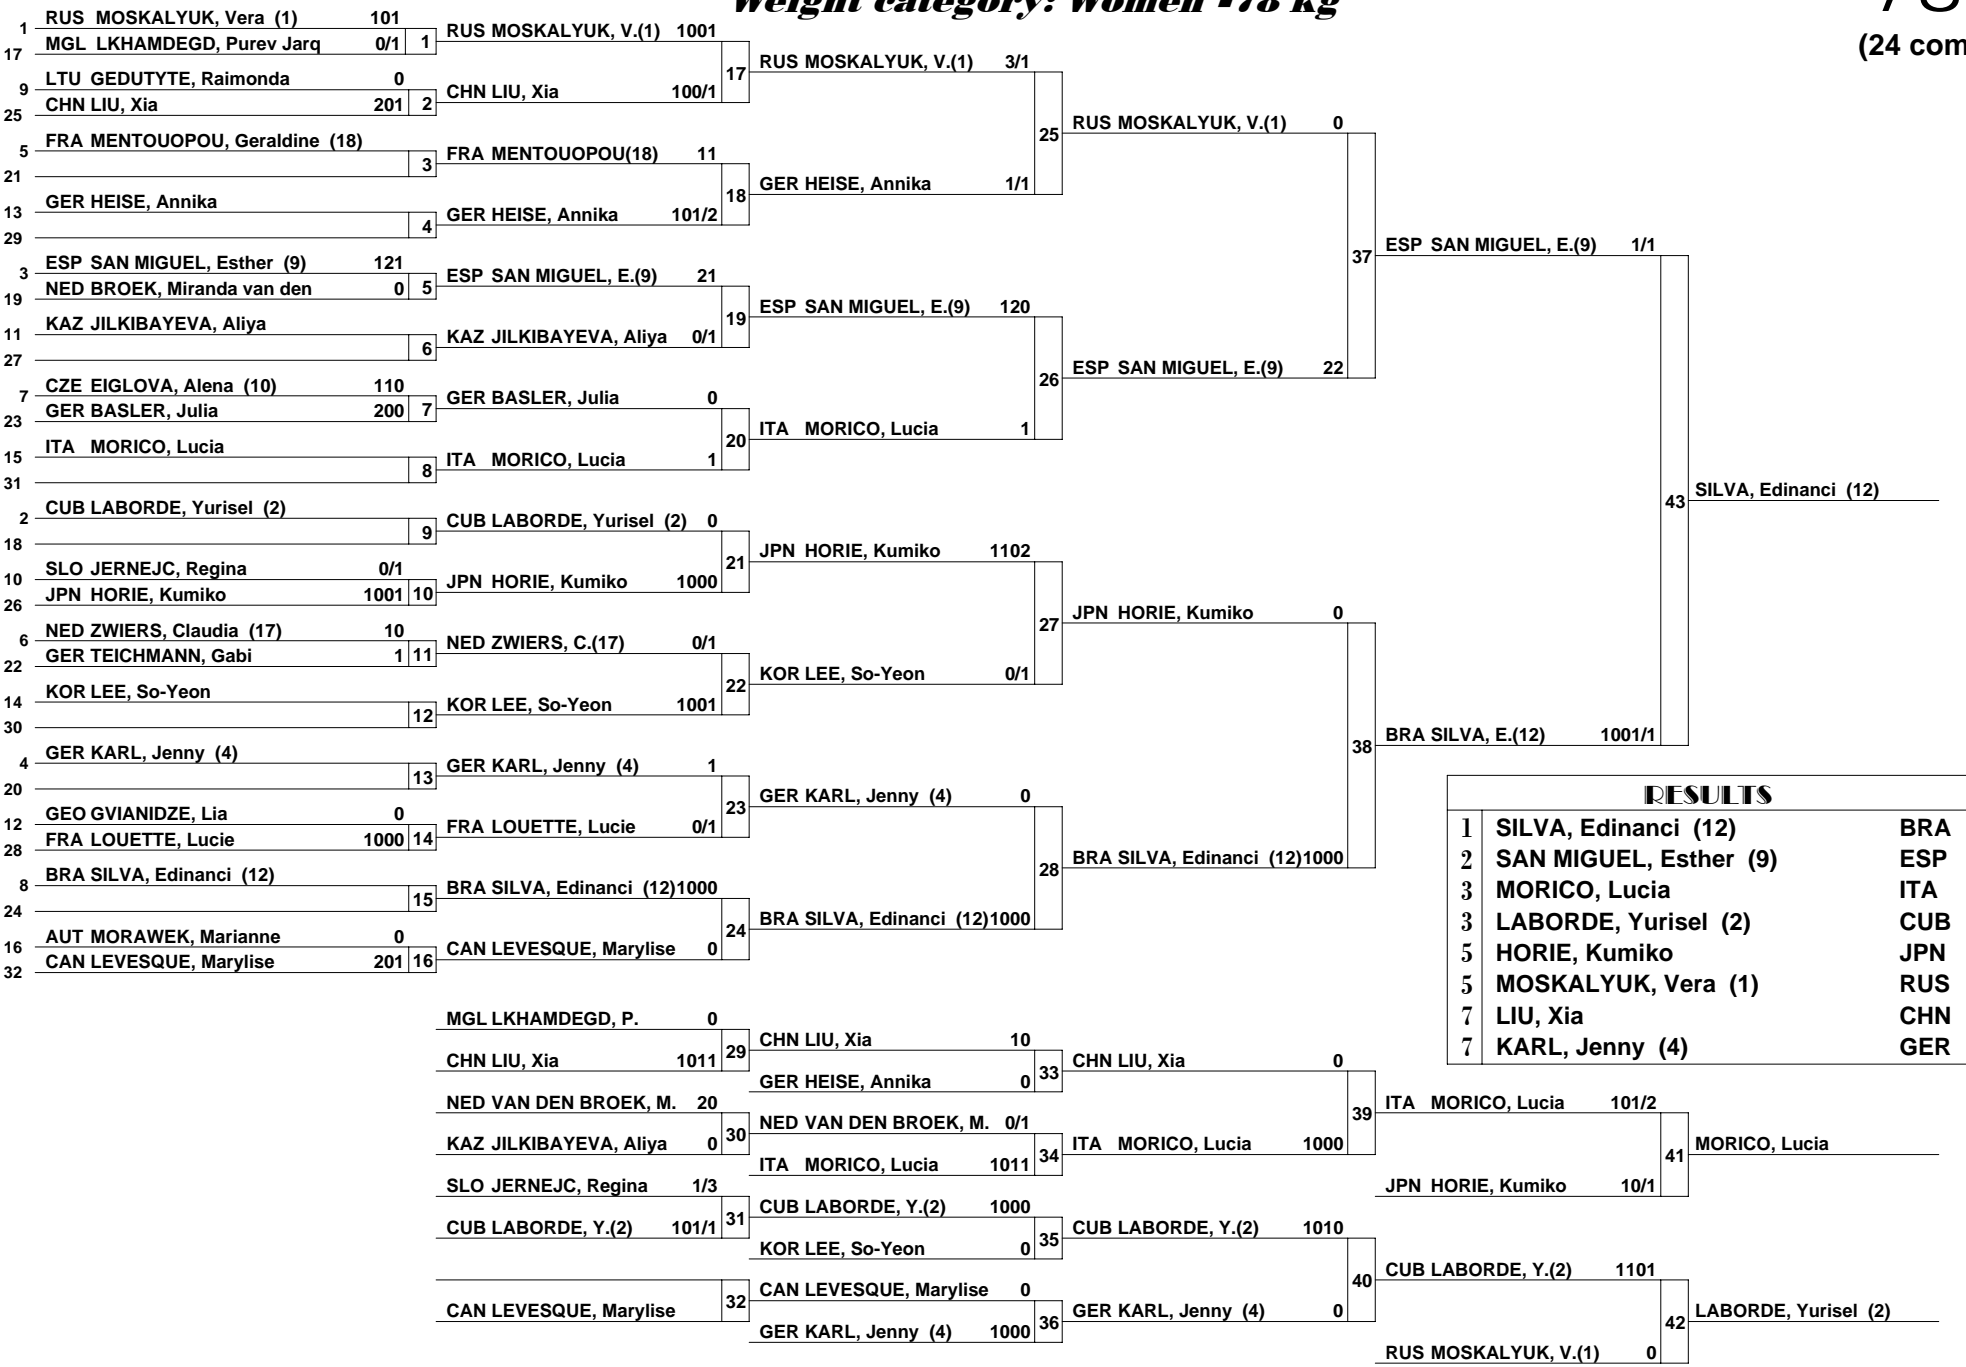 Weight category: Women -78 kg
(24 com
1 RUS MOSKALYUK, Vera (1) 101
17 MGL LKHAMDEGD, Purev Jarq 0/1 1
9 LTU GEDUTYTE, Raimonda 0
25 CHN LIU, Xia 201 2
5 FRA MENTOUOPOU, Geraldine (18)
21 3
13 GER HEISE, Annika
29 4
3 ESP SAN MIGUEL, Esther (9) 121
19 NED BROEK, Miranda van den 0 5
11 KAZ JILKIBAYEVA, Aliya
27 6
7 CZE EIGLOVA, Alena (10) 110
23 GER BASLER, Julia 200 7
15 ITA MORICO, Lucia
31 8
2 CUB LABORDE, Yurisel (2)
18 9
10 SLO JERNEJC, Regina 0/1
26 JPN HORIE, Kumiko 1001 10
6 NED ZWIERS, Claudia (17) 10
22 GER TEICHMANN, Gabi 1 11
14 KOR LEE, So-Yeon
30 12
4 GER KARL, Jenny (4)
20 13
12 GEO GVIANIDZE, Lia 0
28 FRA LOUETTE, Lucie 1000 14
8 BRA SILVA, Edinanci (12)
24 15
16 AUT MORAWEK, Marianne 0
32 CAN LEVESQUE, Marylise 201 16
RUS MOSKALYUK, V.(1) 1001
CHN LIU, Xia 100/1
17
FRA MENTOUOPOU(18) 11
GER HEISE, Annika 101/2
18
ESP SAN MIGUEL, E.(9) 21
KAZ JILKIBAYEVA, Aliya 0/1
19
GER BASLER, Julia 0
ITA MORICO, Lucia 1
20
CUB LABORDE, Yurisel (2) 0
JPN HORIE, Kumiko 1000
21
NED ZWIERS, C.(17) 0/1
KOR LEE, So-Yeon 1001
22
GER KARL, Jenny (4) 1
FRA LOUETTE, Lucie 0/1
23
BRA SILVA, Edinanci (12)1000
CAN LEVESQUE, Marylise 0
24
RUS MOSKALYUK, V.(1) 3/1
GER HEISE, Annika 1/1
25
ESP SAN MIGUEL, E.(9) 120
ITA MORICO, Lucia 1
26
JPN HORIE, Kumiko 1102
KOR LEE, So-Yeon 0/1
27
GER KARL, Jenny (4) 0
BRA SILVA, Edinanci (12)1000
28
RUS MOSKALYUK, V.(1) 0
ESP SAN MIGUEL, E.(9) 22
37
JPN HORIE, Kumiko 0
BRA SILVA, Edinanci (12)1000
38
ESP SAN MIGUEL, E.(9) 1/1
BRA SILVA, E.(12) 1001/1
43
SILVA, Edinanci (12)
RESULTS
1 SILVA, Edinanci (12) BRA
2 SAN MIGUEL, Esther (9) ESP
3 MORICO, Lucia ITA
3 LABORDE, Yurisel (2) CUB
5 HORIE, Kumiko JPN
5 MOSKALYUK, Vera (1) RUS
7 LIU, Xia CHN
7 KARL, Jenny (4) GER
MGL LKHAMDEGD, P. 0
CHN LIU, Xia 1011
29
NED VAN DEN BROEK, M. 20
KAZ JILKIBAYEVA, Aliya 0
30
SLO JERNEJC, Regina 1/3
CUB LABORDE, Y.(2) 101/1
31
CAN LEVESQUE, Marylise
32
CHN LIU, Xia 10
GER HEISE, Annika 0
33
NED VAN DEN BROEK, M. 0/1
ITA MORICO, Lucia 1011
34
CUB LABORDE, Y.(2) 1000
KOR LEE, So-Yeon 0
35
CAN LEVESQUE, Marylise 0
GER KARL, Jenny (4) 1000
36
CHN LIU, Xia 0
ITA MORICO, Lucia 1000
39
CUB LABORDE, Y.(2) 1010
GER KARL, Jenny (4) 0
40
ITA MORICO, Lucia 101/2
JPN HORIE, Kumiko 10/1
41
MORICO, Lucia
CUB LABORDE, Y.(2) 1101
RUS MOSKALYUK, V.(1) 0
42
LABORDE, Yurisel (2)